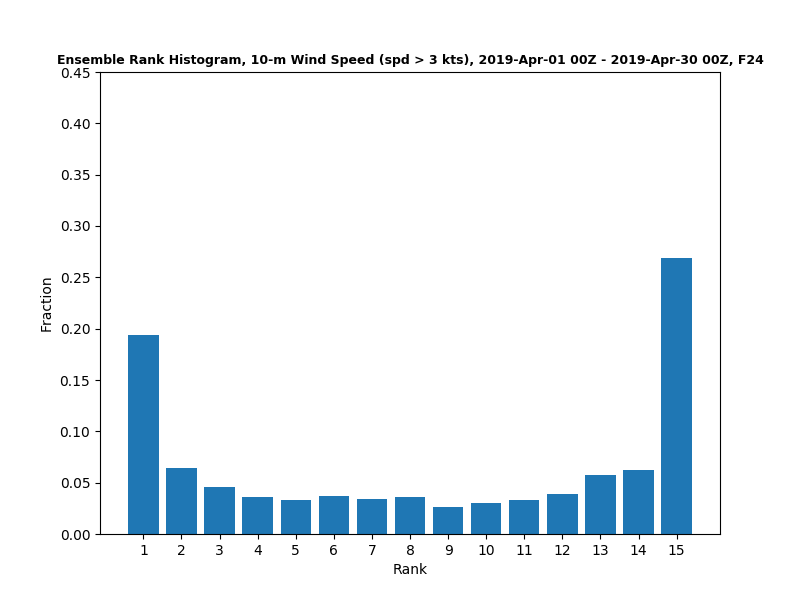 Ensemble Rank Histogram, 10-m Wind Speed (spd > 3 kts), 2019-Apr-01 00Z - 2019-Apr-30 00Z, F24
0.45
0.40
0.35
0.30
0.25
0.20
0.15
0.10
0.05
0.00
Fraction
1 2 3 4 5 6 7 8 9 10 11 12 13 14 15
Rank